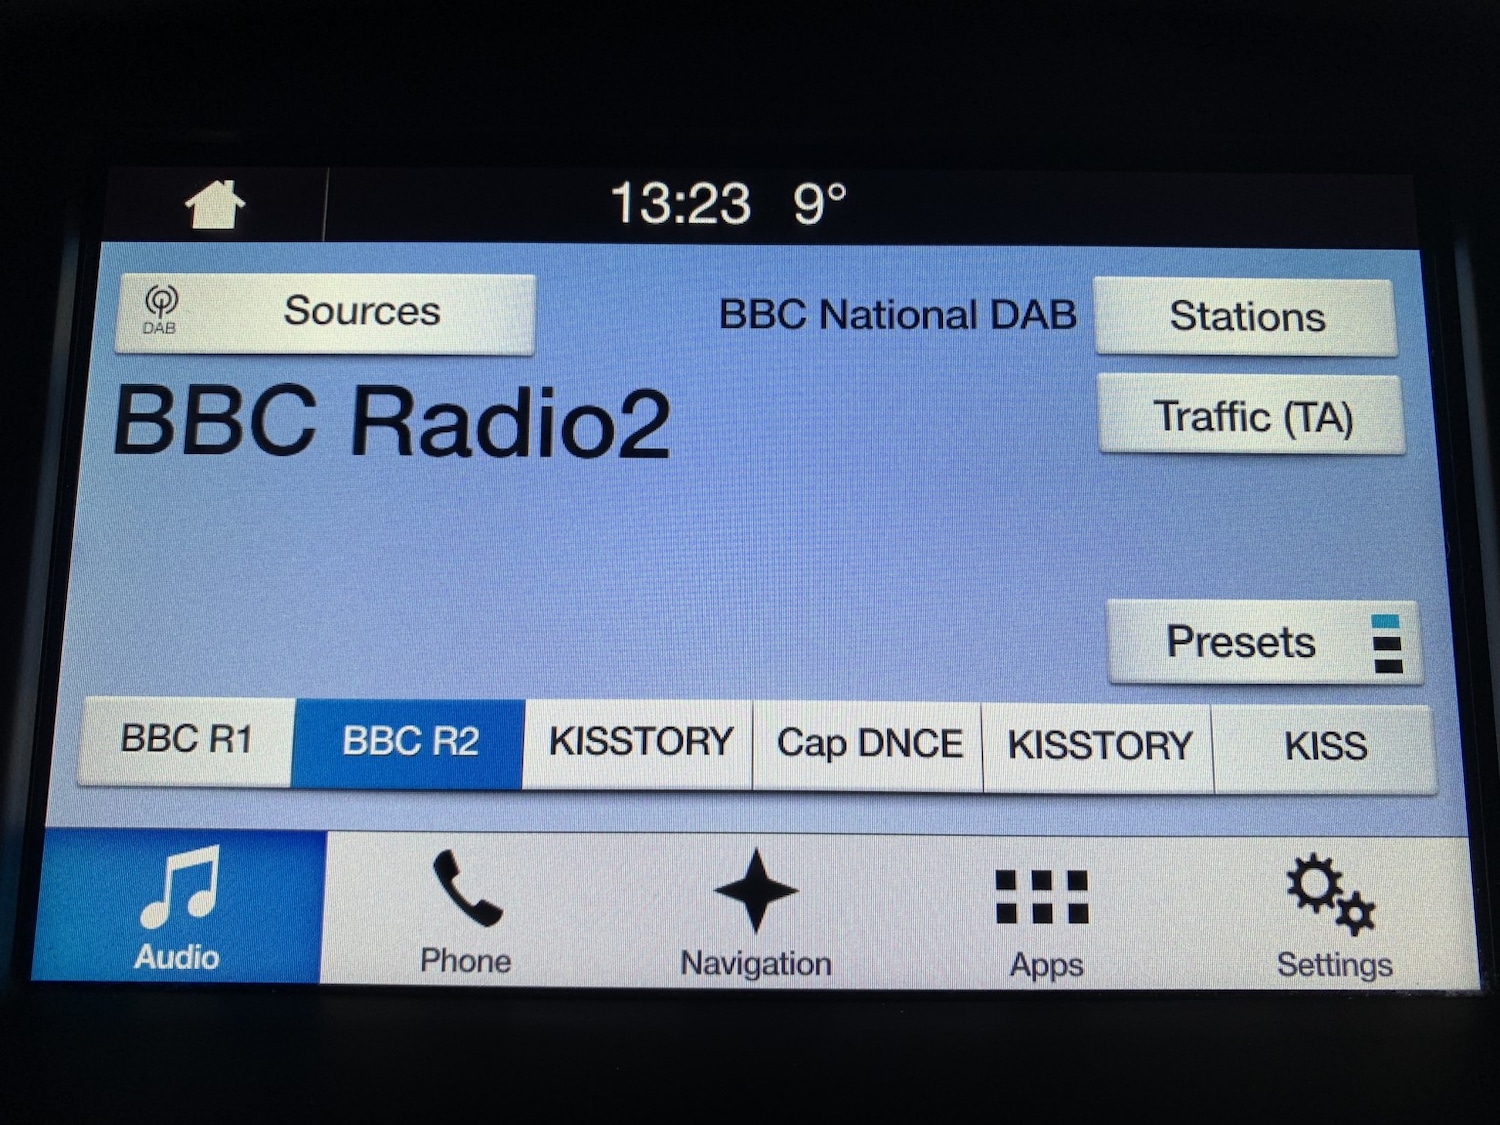 13:23 9°
DAB Sources
BBC National DAB
Stations
BBC Radio2
Traffic (TA)
Presets
BBC R1
BBC R2
KISSTORY
Cap DNCE
KISSTORY
KISS
Audio
Phone
Navigation
Apps
Settings